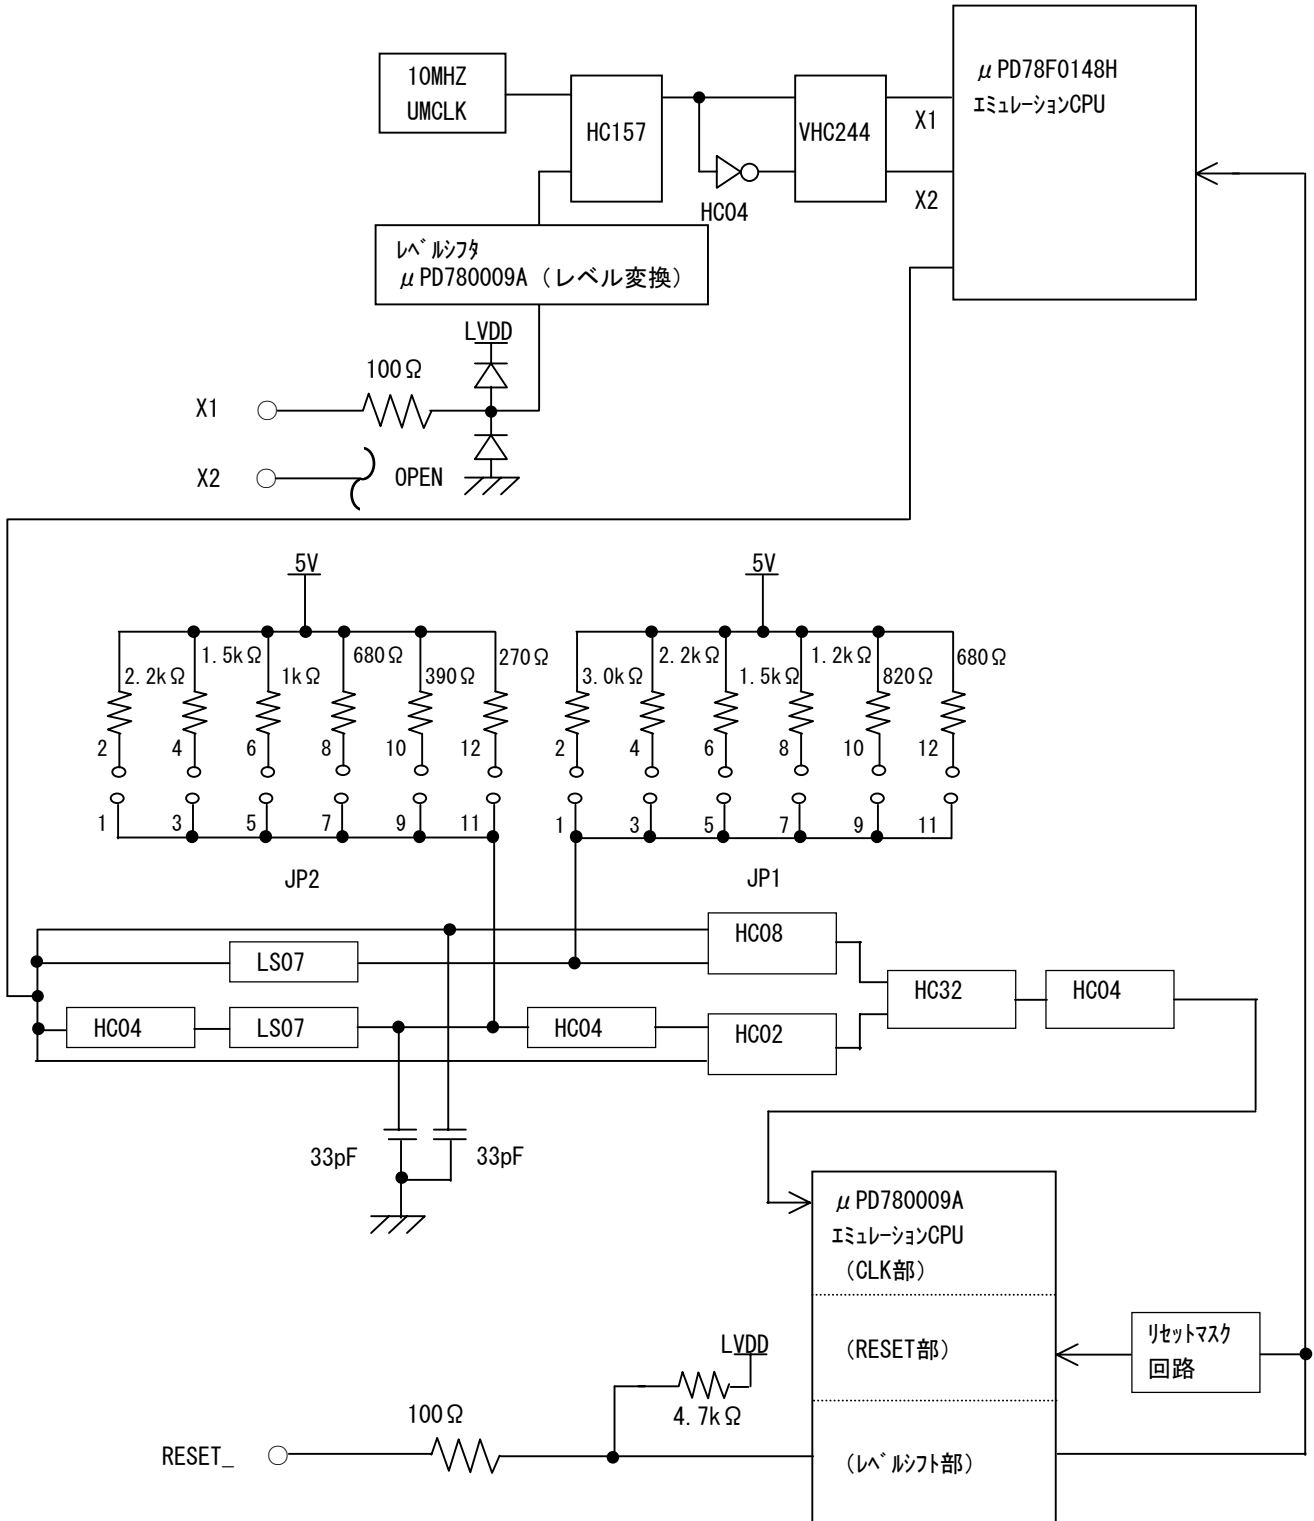 10MHZ
UMCLK
HC157
HC04
VHC244
X1
X2
μPD78F0148H
エミュレーションCPU
レベルシフタ
μPD780009A（レベル変換）
LVDD
100Ω
X1
X2
OPEN
5V
2.2kΩ
1.5kΩ
1kΩ
680Ω
390Ω
270Ω
2
4
6
8
10
12
1
3
5
7
9
11
JP2
5V
3.0kΩ
2.2kΩ
1.5kΩ
1.2kΩ
820Ω
680Ω
2
4
6
8
10
12
1
3
5
7
9
11
JP1
LS07
HC08
HC04
LS07
HC04
HC02
HC32
HC04
33pF
33pF
μPD780009A
エミュレーションCPU
（CLK部）
（RESET部）
（レベルシフト部）
リセットマスク
回路
LVDD
4.7kΩ
100Ω
RESET_